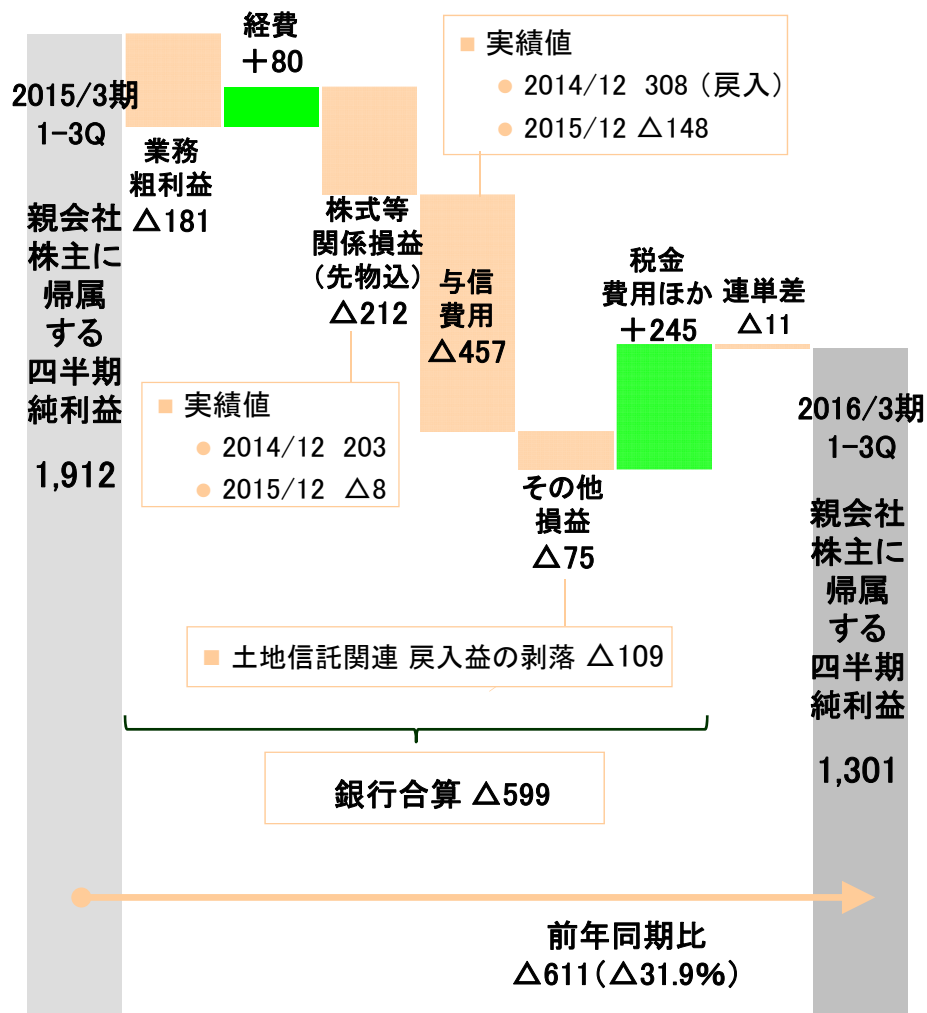 2015/3期
1-3Q
親会社
株主に
帰属
する
四半期
純利益
1,912
業務
粗利益
△181
経費
＋80
株式等
関係損益
（先物込）
△212
■ 実績値
● 2014/12 203
● 2015/12 △8
■ 実績値
● 2014/12 308（戻入）
● 2015/12 △148
与信
費用
△457
その他
損益
△75
■ 土地信託関連 戻入益の剥落 △109
税金
費用ほか
＋245
連単差
△11
銀行合算 △599
2016/3期
1-3Q
親会社
株主に
帰属
する
四半期
純利益
1,301
前年同期比
△611（△31.9%）